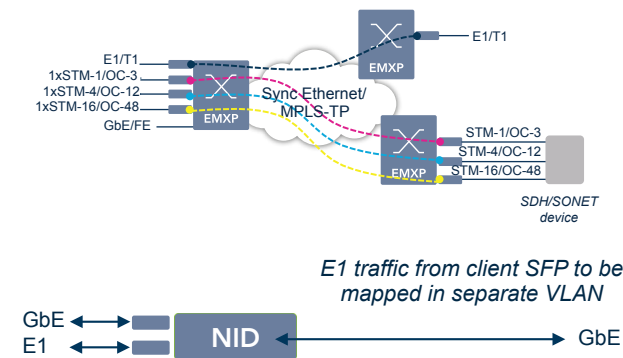 E1/T1
EMXP
E1/T1
1xSTM-1/OC-3
1xSTM-4/OC-12
1xSTM-16/OC-48
GbE/FE
EMXP
Sync Ethernet/
MPLS-TP
EMXP
STM-1/OC-3
STM-4/OC-12
STM-16/OC-48
SDH/SONET
device
E1 traffic from client SFP to be
mapped in separate VLAN
GbE
E1
NID
GbE